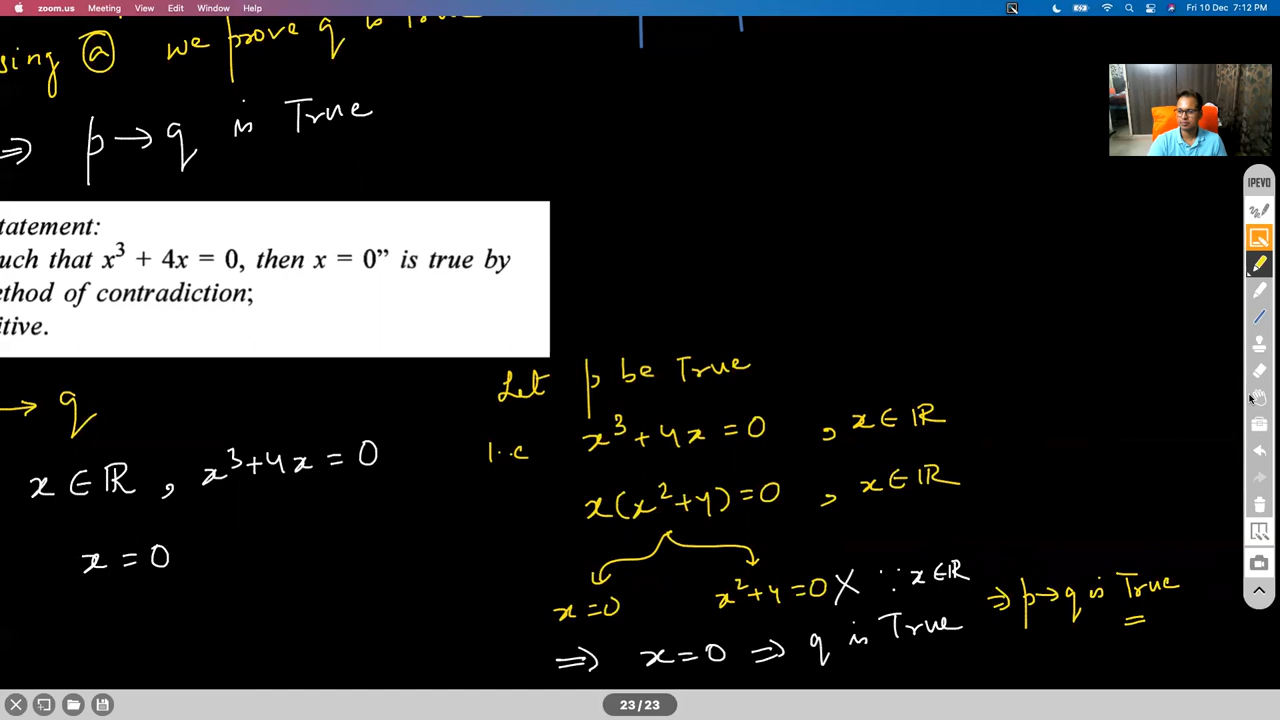 zoom.us Meeting View Edit Window Help Fri 10 Dec 7:12 PM
sing ⓐ we prove q is True
⇒ p → q is True
IPEVO
tatement:
uch that x³ + 4x = 0, then x = 0” is true by
ethod of contradiction;
itive.
→ q
x ∈ ℝ , x³+4x = 0
x = 0
Let p be True
i.e x³+4x = 0 , x ∈ ℝ
x(x²+4) = 0 , x ∈ ℝ
x=0 x²+4=0 X ∵ x∈ℝ ⇒ p→q is True
⇒ x=0 ⇒ q is True
23/23